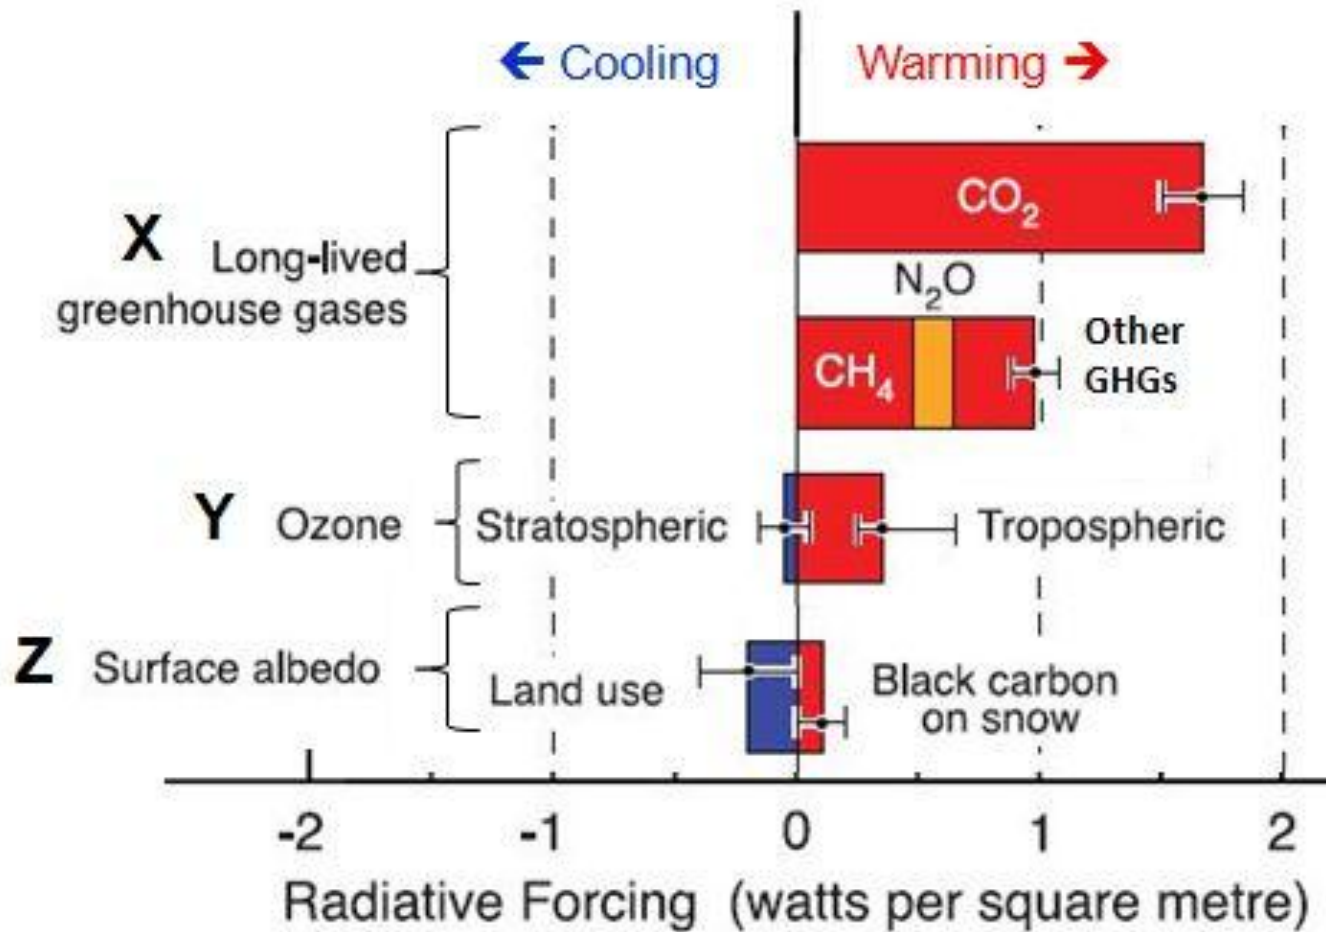 ← Cooling
Warming →
CO₂
X
Long-lived
greenhouse gases
N₂O
CH₄
Other
GHGs
Y Ozone
Stratospheric
Tropospheric
Z Surface albedo
Land use
Black carbon
on snow
-2 -1 0 1 2
Radiative Forcing (watts per square metre)